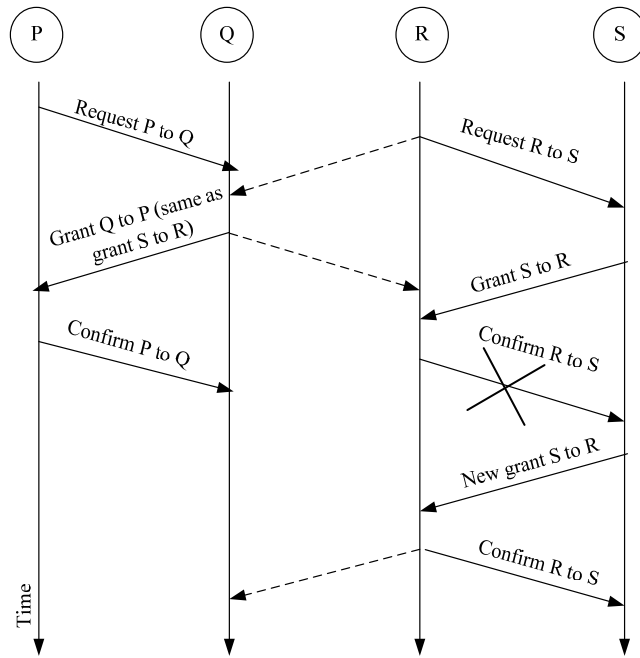 P
Q
R
S
Request P to Q
Request R to S
Grant Q to P (same as
grant S to R)
Grant S to R
Confirm P to Q
Confirm R to S
New grant S to R
Confirm R to S
Time